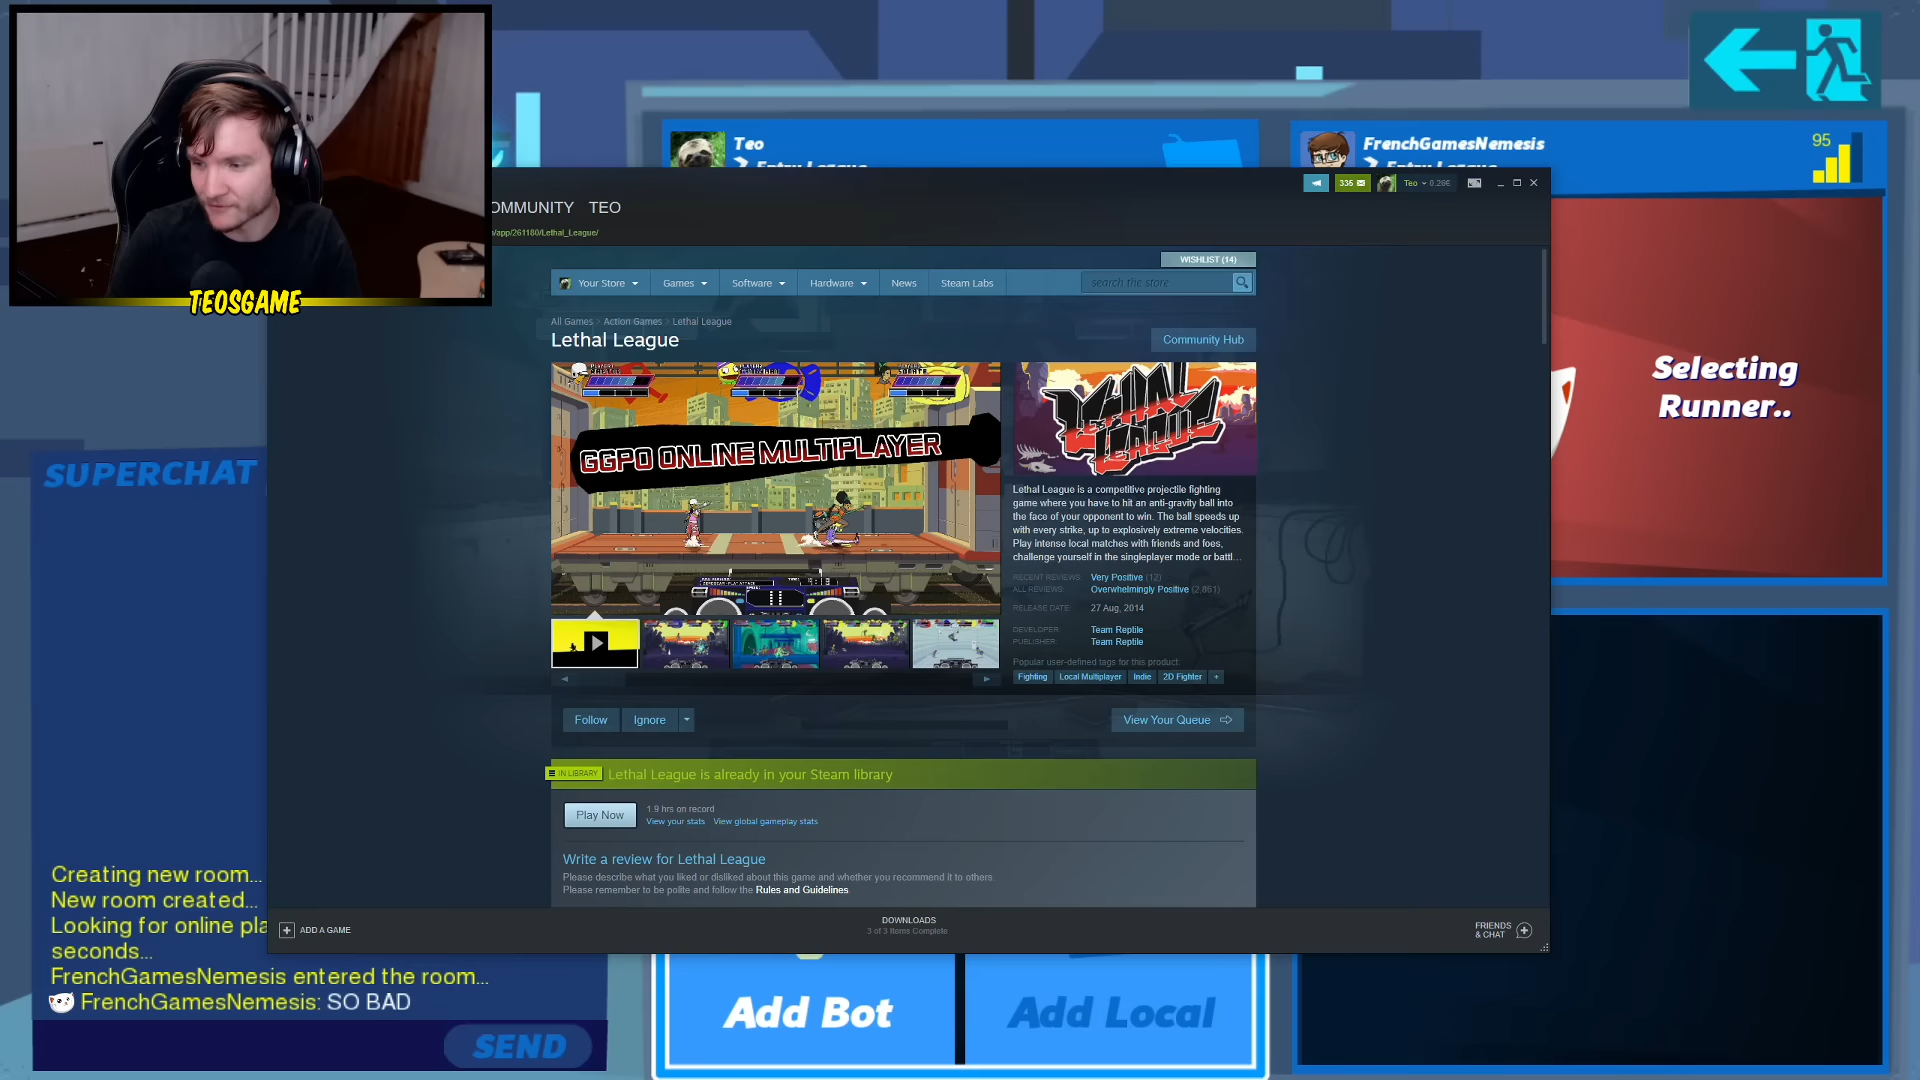 TEOSGAME
Teo
Entry League
FrenchGamesNemesis
Entry League
95
335
Teo
0.26€
OMMUNITY TEO
/app/261180/Lethal_League/
WISHLIST (14)
Your Store
Games
Software
Hardware
News
Steam Labs
search the store
All Games > Action Games > Lethal League
Lethal League
Community Hub
GGPO ONLINE MULTIPLAYER
LETHAL
LEAGUE
Lethal League is a competitive projectile fighting
game where you have to hit an anti-gravity ball into
the face of your opponent to win. The ball speeds up
with every strike, up to explosively extreme velocities.
Play intense local matches with friends and foes,
challenge yourself in the singleplayer mode or battl...
RECENT REVIEWS: Very Positive (12)
ALL REVIEWS: Overwhelmingly Positive (2,861)
RELEASE DATE: 27 Aug, 2014
DEVELOPER: Team Reptile
PUBLISHER: Team Reptile
Popular user-defined tags for this product:
Fighting Local Multiplayer Indie 2D Fighter +
Follow
Ignore
View Your Queue
IN LIBRARY
Lethal League is already in your Steam library
Play Now
1.9 hrs on record
View your stats View global gameplay stats
Write a review for Lethal League
Please describe what you liked or disliked about this game and whether you recommend it to others.
Please remember to be polite and follow the Rules and Guidelines.
ADD A GAME
DOWNLOADS
3 of 3 Items Complete
FRIENDS
& CHAT
Selecting
Runner..
SUPERCHAT
Creating new room...
New room created...
Looking for online pla
seconds...
FrenchGamesNemesis entered the room...
FrenchGamesNemesis: SO BAD
SEND
Add Bot
Add Local